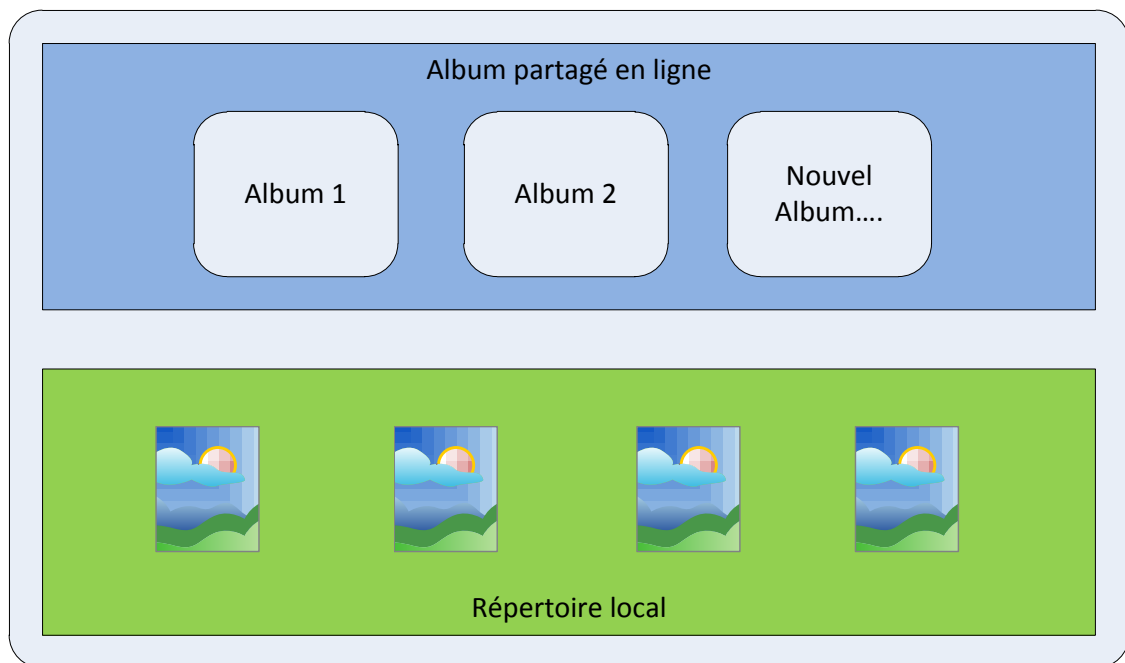 Album partagé en ligne
Album 1
Album 2
Nouvel
Album....
Répertoire local